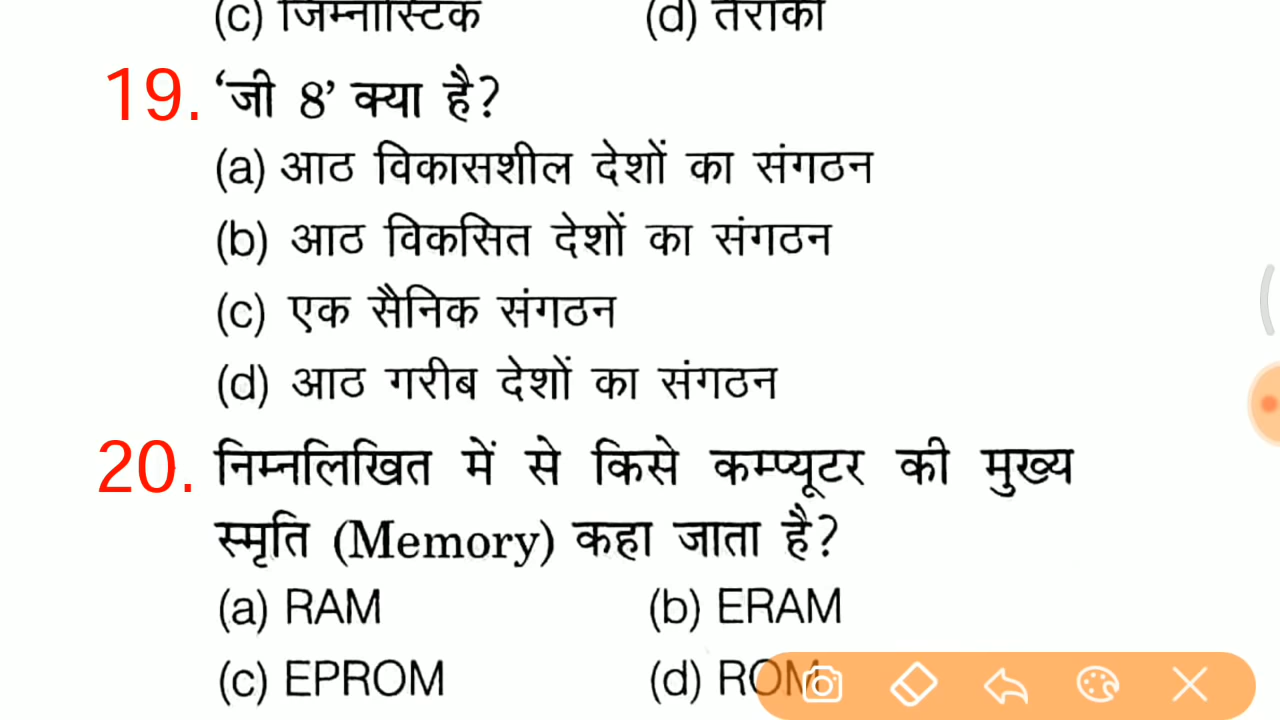 (c) जिम्नास्टिक (d) तैराकी
19. ‘जी 8’ क्या है?
(a) आठ विकासशील देशों का संगठन
(b) आठ विकसित देशों का संगठन
(c) एक सैनिक संगठन
(d) आठ गरीब देशों का संगठन
20. निम्नलिखित में से किसे कम्प्यूटर की मुख्य
स्मृति (Memory) कहा जाता है?
(a) RAM (b) ERAM
(c) EPROM (d) ROM